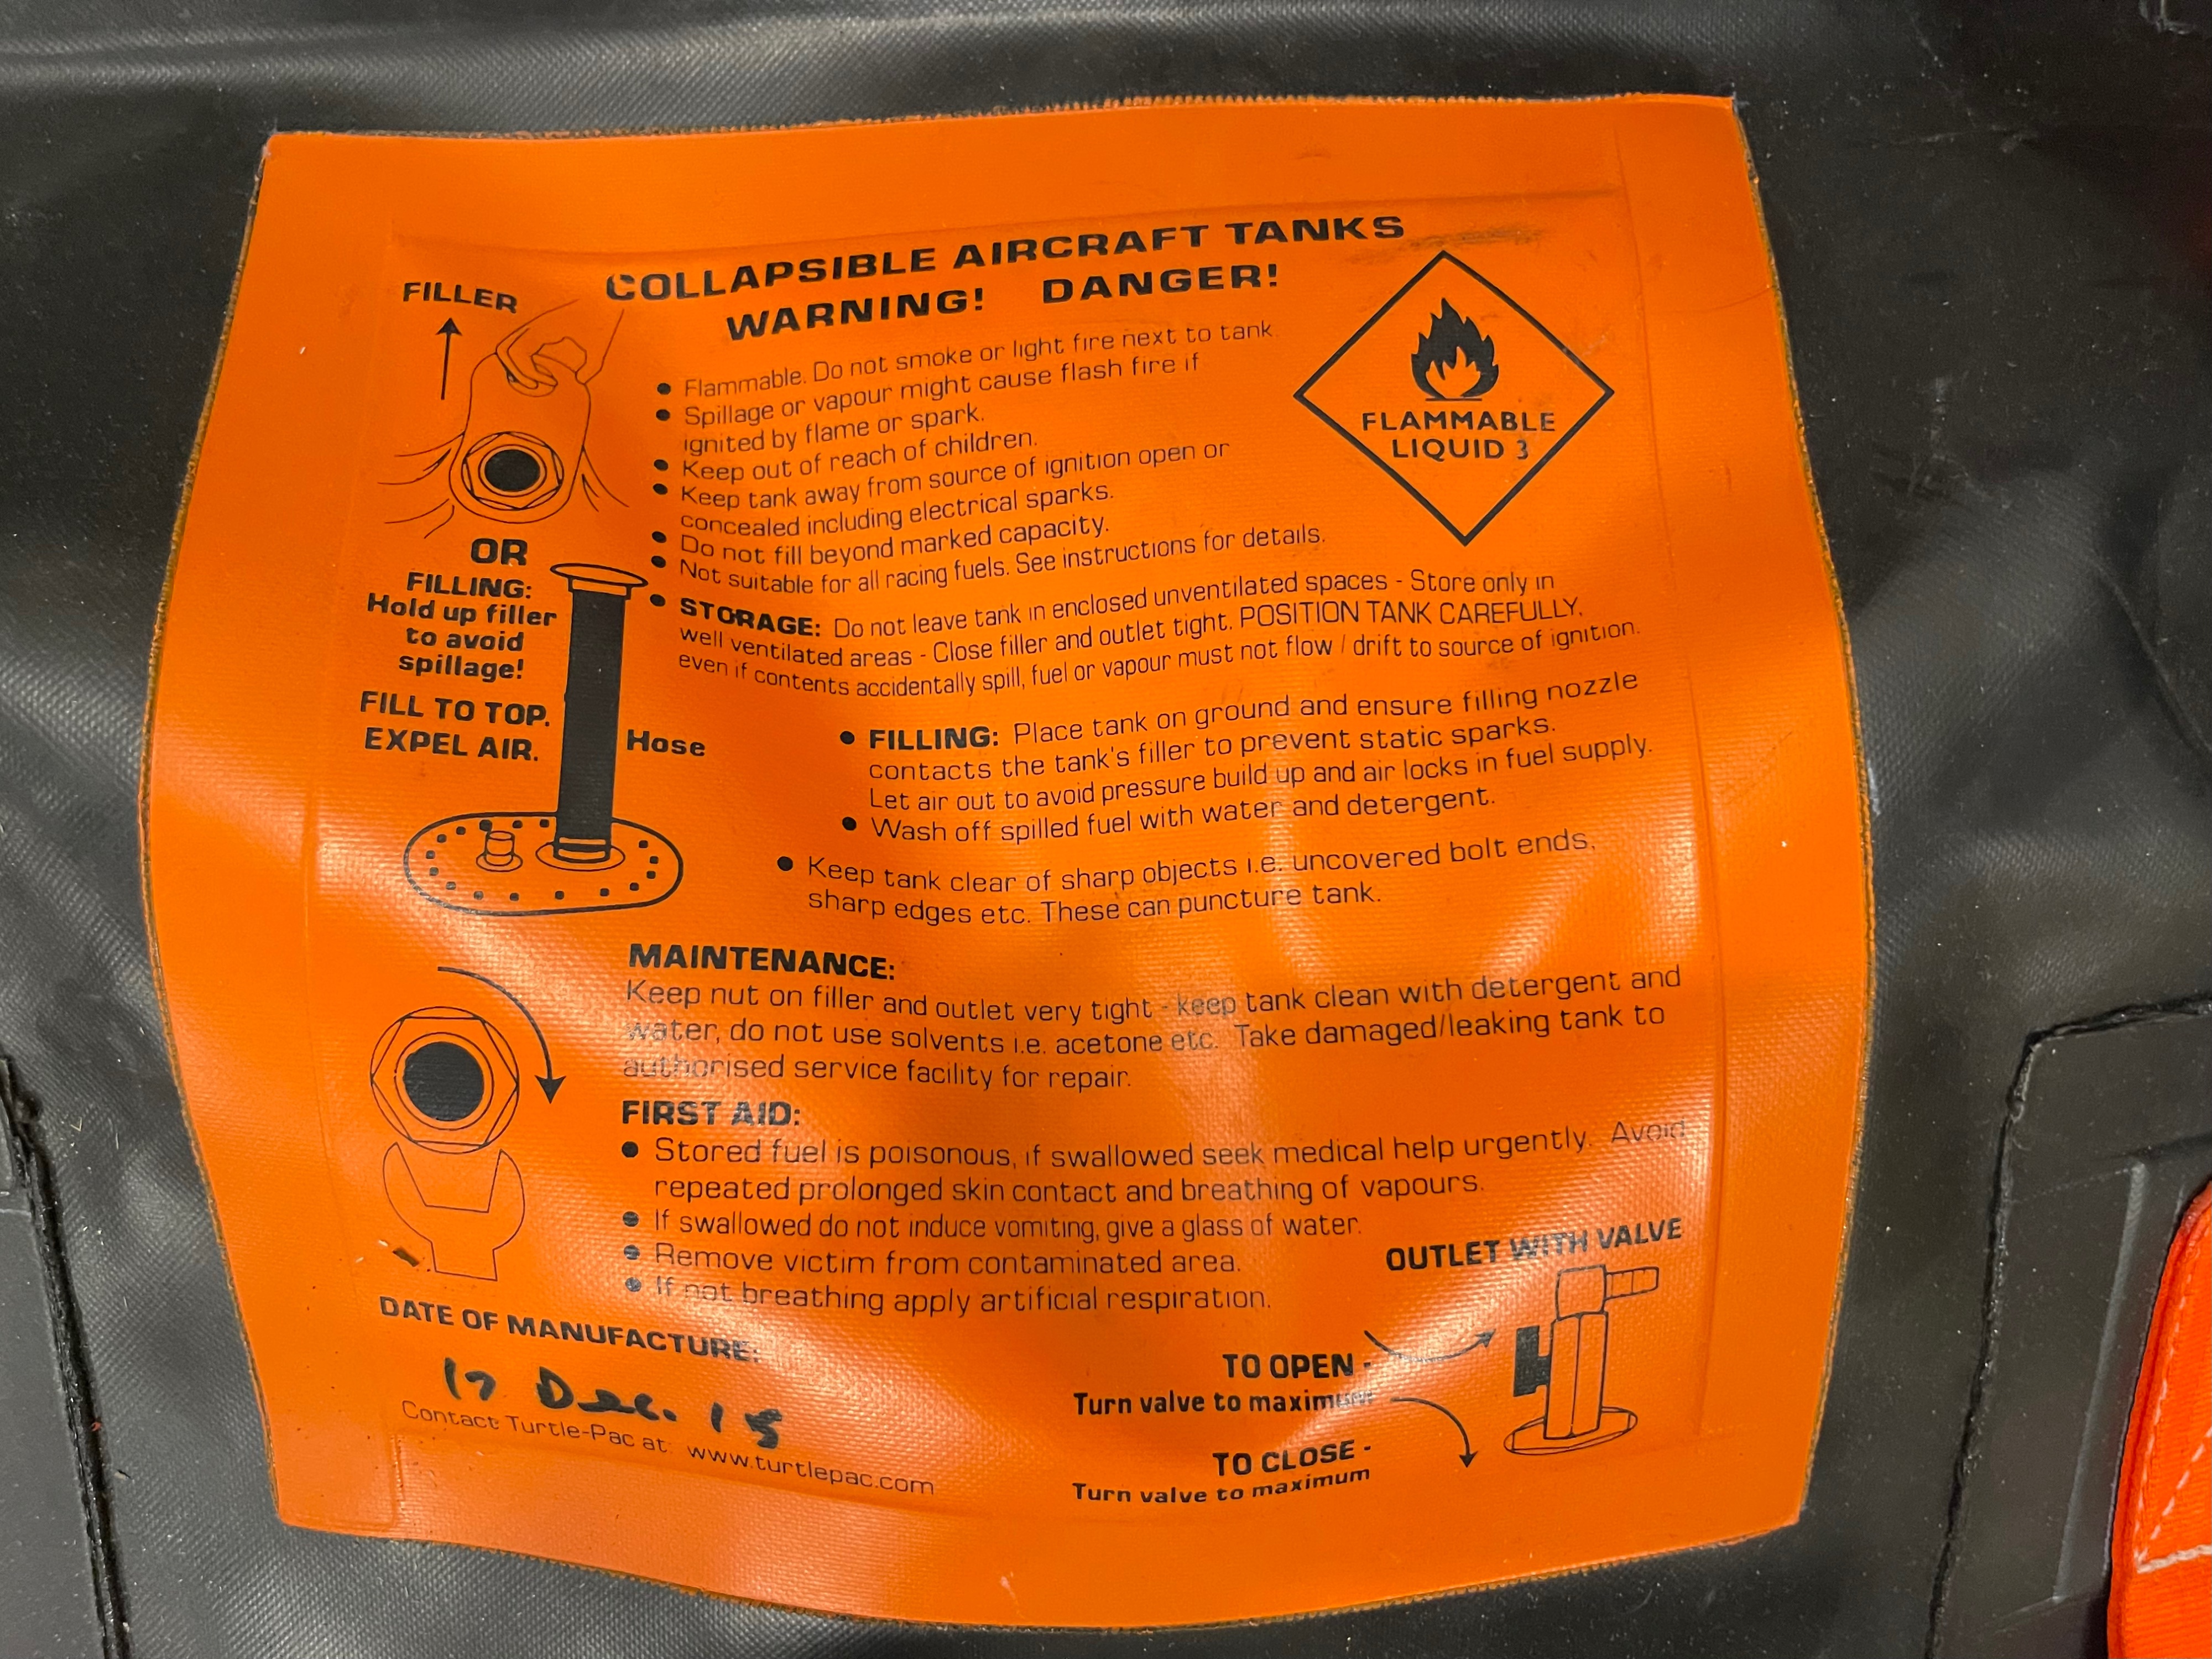 COLLAPSIBLE AIRCRAFT TANKS
WARNING! DANGER!
FILLER
OR
FILLING:
Hold up filler
to avoid
spillage!
FILL TO TOP.
EXPEL AIR.
Hose
FLAMMABLE
LIQUID 3
• Flammable. Do not smoke or light fire next to tank.
• Spillage or vapour might cause flash fire if
ignited by flame or spark.
• Keep out of reach of children.
• Keep tank away from source of ignition open or
concealed including electrical sparks.
• Do not fill beyond marked capacity.
• Not suitable for all racing fuels. See instructions for details.
• STORAGE: Do not leave tank in enclosed unventilated spaces - Store only in
well ventilated areas - Close filler and outlet tight. POSITION TANK CAREFULLY,
even if contents accidentally spill, fuel or vapour must not flow / drift to source of ignition.
• FILLING: Place tank on ground and ensure filling nozzle
contacts the tank's filler to prevent static sparks.
Let air out to avoid pressure build up and air locks in fuel supply.
• Wash off spilled fuel with water and detergent.
• Keep tank clear of sharp objects i.e. uncovered bolt ends,
sharp edges etc. These can puncture tank.
MAINTENANCE:
Keep nut on filler and outlet very tight - keep tank clean with detergent and
water, do not use solvents i.e. acetone etc. Take damaged/leaking tank to
authorised service facility for repair.
FIRST AID:
• Stored fuel is poisonous, if swallowed seek medical help urgently. Avoid
repeated prolonged skin contact and breathing of vapours.
• If swallowed do not induce vomiting, give a glass of water.
• Remove victim from contaminated area.
• If not breathing apply artificial respiration.
DATE OF MANUFACTURE:
17 Dec. 15
Contact Turtle-Pac at: www.turtlepac.com
OUTLET WITH VALVE
TO OPEN -
Turn valve to maximum
TO CLOSE -
Turn valve to maximum